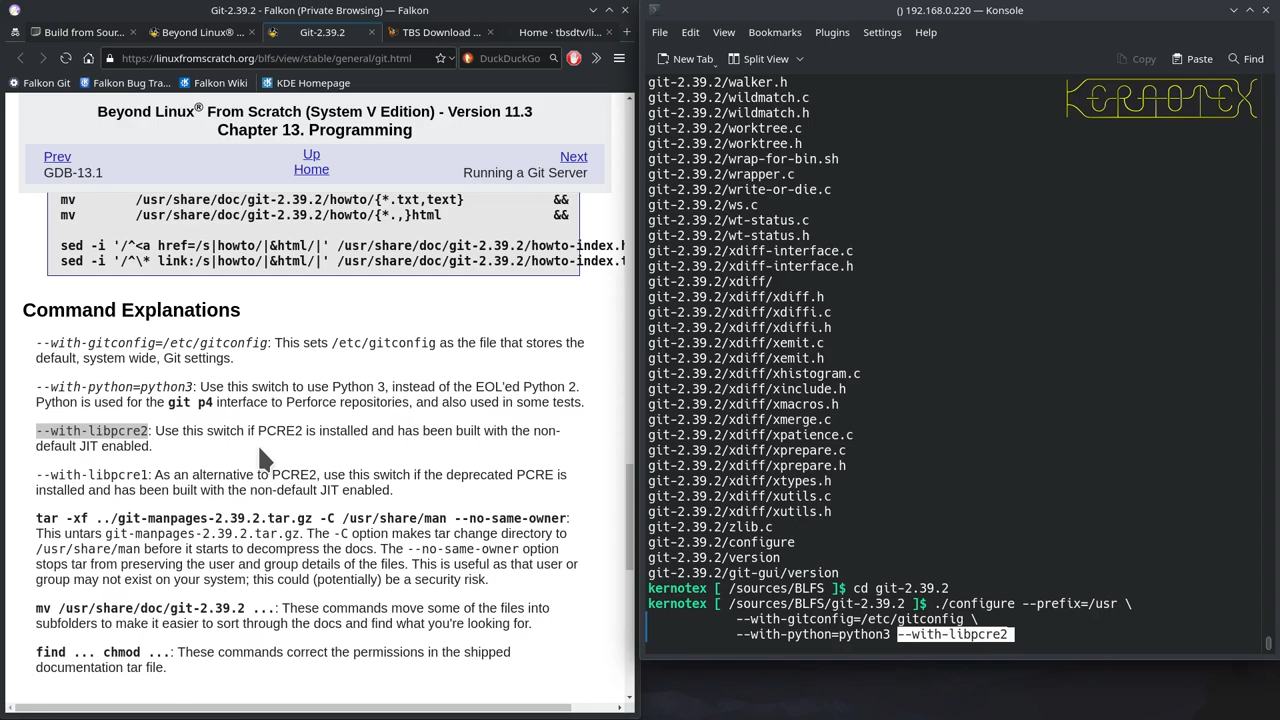 Git-2.39.2 – Falkon (Private Browsing) — Falkon
Build from Sour...
Beyond Linux® ...
Git-2.39.2
TBS Download ...
Home · tbsdtv/li...
https://linuxfromscratch.org/blfs/view/stable/general/git.html
DuckDuckGo
Falkon Git
Falkon Bug Tra...
Falkon Wiki
KDE Homepage
Beyond Linux® From Scratch (System V Edition) - Version 11.3
Chapter 13. Programming
Prev
Up
Next
GDB-13.1
Home
Running a Git Server
mv /usr/share/doc/git-2.39.2/howto/{*.txt,text} &&
mv /usr/share/doc/git-2.39.2/howto/{*.,}html &&
sed -i '/^<a href=/s|howto/|&html/|' /usr/share/doc/git-2.39.2/howto-index.h
sed -i '/^\* link:/s|howto/|&html/|' /usr/share/doc/git-2.39.2/howto-index.t
Command Explanations
--with-gitconfig=/etc/gitconfig: This sets /etc/gitconfig as the file that stores the
default, system wide, Git settings.
--with-python=python3: Use this switch to use Python 3, instead of the EOL'ed Python 2.
Python is used for the git p4 interface to Perforce repositories, and also used in some tests.
--with-libpcre2: Use this switch if PCRE2 is installed and has been built with the non-
default JIT enabled.
--with-libpcre1: As an alternative to PCRE2, use this switch if the deprecated PCRE is
installed and has been built with the non-default JIT enabled.
tar -xf ../git-manpages-2.39.2.tar.gz -C /usr/share/man --no-same-owner:
This untars git-manpages-2.39.2.tar.gz. The -C option makes tar change directory to
/usr/share/man before it starts to decompress the docs. The --no-same-owner option
stops tar from preserving the user and group details of the files. This is useful as that user or
group may not exist on your system; this could (potentially) be a security risk.
mv /usr/share/doc/git-2.39.2 ...: These commands move some of the files into
subfolders to make it easier to sort through the docs and find what you're looking for.
find ... chmod ...: These commands correct the permissions in the shipped
documentation tar file.
() 192.168.0.220 — Konsole
File Edit View Bookmarks Plugins Settings Help
New Tab
Split View
Copy
Paste
Find
KERNOTEX
git-2.39.2/walker.h
git-2.39.2/wildmatch.c
git-2.39.2/wildmatch.h
git-2.39.2/worktree.c
git-2.39.2/worktree.h
git-2.39.2/wrap-for-bin.sh
git-2.39.2/wrapper.c
git-2.39.2/write-or-die.c
git-2.39.2/ws.c
git-2.39.2/wt-status.c
git-2.39.2/wt-status.h
git-2.39.2/xdiff-interface.c
git-2.39.2/xdiff-interface.h
git-2.39.2/xdiff/
git-2.39.2/xdiff/xdiff.h
git-2.39.2/xdiff/xdiffi.c
git-2.39.2/xdiff/xdiffi.h
git-2.39.2/xdiff/xemit.c
git-2.39.2/xdiff/xemit.h
git-2.39.2/xdiff/xhistogram.c
git-2.39.2/xdiff/xinclude.h
git-2.39.2/xdiff/xmacros.h
git-2.39.2/xdiff/xmerge.c
git-2.39.2/xdiff/xpatience.c
git-2.39.2/xdiff/xprepare.c
git-2.39.2/xdiff/xprepare.h
git-2.39.2/xdiff/xtypes.h
git-2.39.2/xdiff/xutils.c
git-2.39.2/xdiff/xutils.h
git-2.39.2/zlib.c
git-2.39.2/configure
git-2.39.2/version
git-2.39.2/git-gui/version
kernotex [ /sources/BLFS ]$ cd git-2.39.2
kernotex [ /sources/BLFS/git-2.39.2 ]$ ./configure --prefix=/usr \
--with-gitconfig=/etc/gitconfig \
--with-python=python3 --with-libpcre2